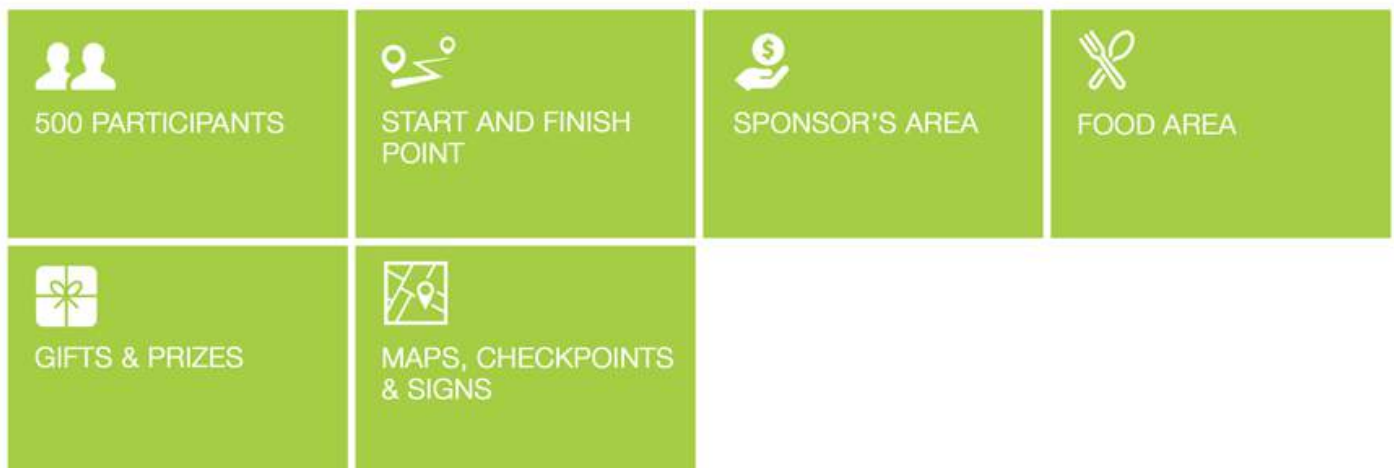 500 PARTICIPANTS
START AND FINISH
POINT
SPONSOR'S AREA
FOOD AREA
GIFTS & PRIZES
MAPS, CHECKPOINTS
& SIGNS